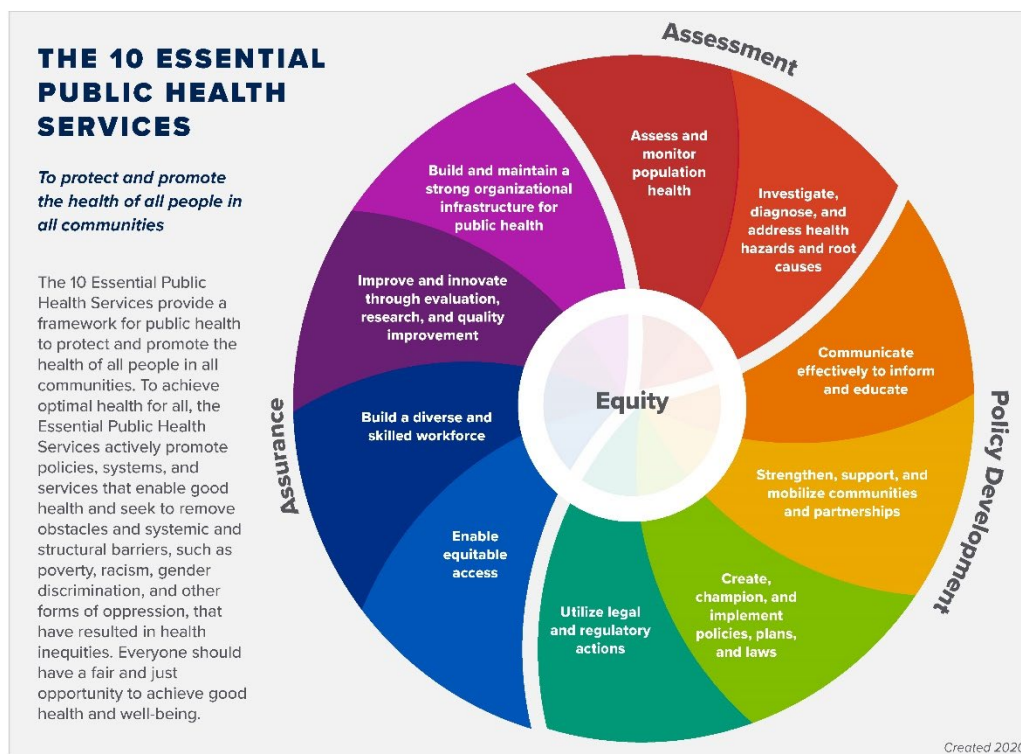 THE 10 ESSENTIAL
PUBLIC HEALTH
SERVICES
To protect and promote
the health of all people in
all communities
The 10 Essential Public
Health Services provide a
framework for public health
to protect and promote the
health of all people in all
communities. To achieve
optimal health for all, the
Essential Public Health
Services actively promote
policies, systems, and
services that enable good
health and seek to remove
obstacles and systemic and
structural barriers, such as
poverty, racism, gender
discrimination, and other
forms of oppression, that
have resulted in health
inequities. Everyone should
have a fair and just
opportunity to achieve good
health and well-being.
Assessment
Assess and
monitor
population
health
Investigate,
diagnose, and
address health
hazards and root
causes
Policy Development
Communicate
effectively to inform
and educate
Strengthen, support, and
mobilize communities
and partnerships
Create,
champion, and
implement
policies, plans,
and laws
Utilize legal
and regulatory
actions
Assurance
Enable
equitable
access
Build a diverse and
skilled workforce
Improve and innovate
through evaluation,
research, and quality
improvement
Build and maintain a
strong organizational
infrastructure for
public health
Equity
Created 2020